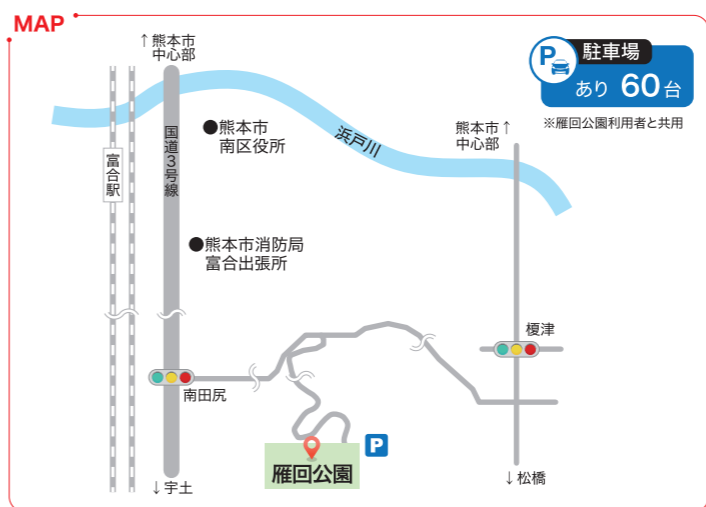 MAP
↑熊本市
中心部
P
駐車場
あり 60台
※雁回公園利用者と共用
国道3号線
●熊本市
南区役所
浜戸川
熊本市↑
中心部
富合駅
●熊本市消防局
富合出張所
榎津
南田尻
P
雁回公園
↓宇土
↓松橋